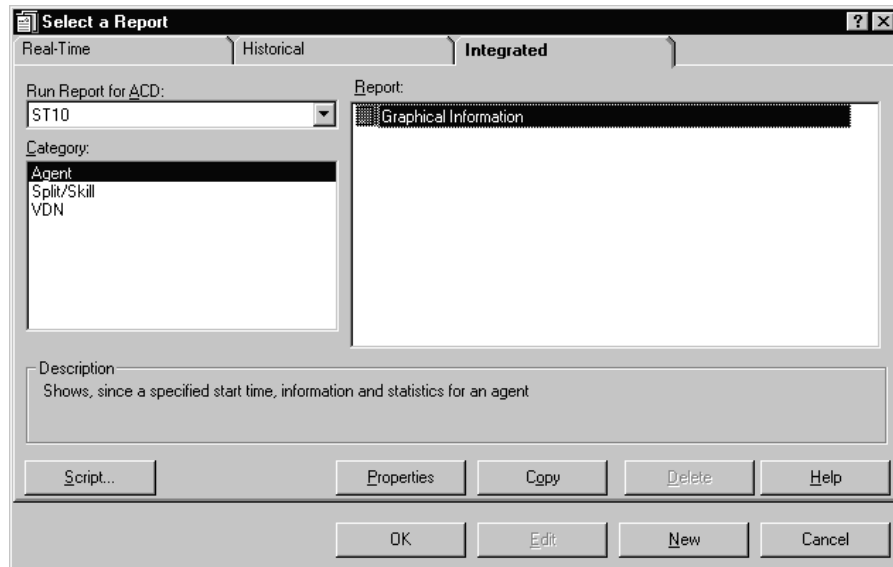 Select a Report
Real-Time
Historical
Integrated
Run Report for ACD:
ST10
Category:
Agent
Split/Skill
VDN
Report:
Graphical Information
Description
Shows, since a specified start time, information and statistics for an agent
Script...
Properties
Copy
Delete
Help
OK
Edit
New
Cancel